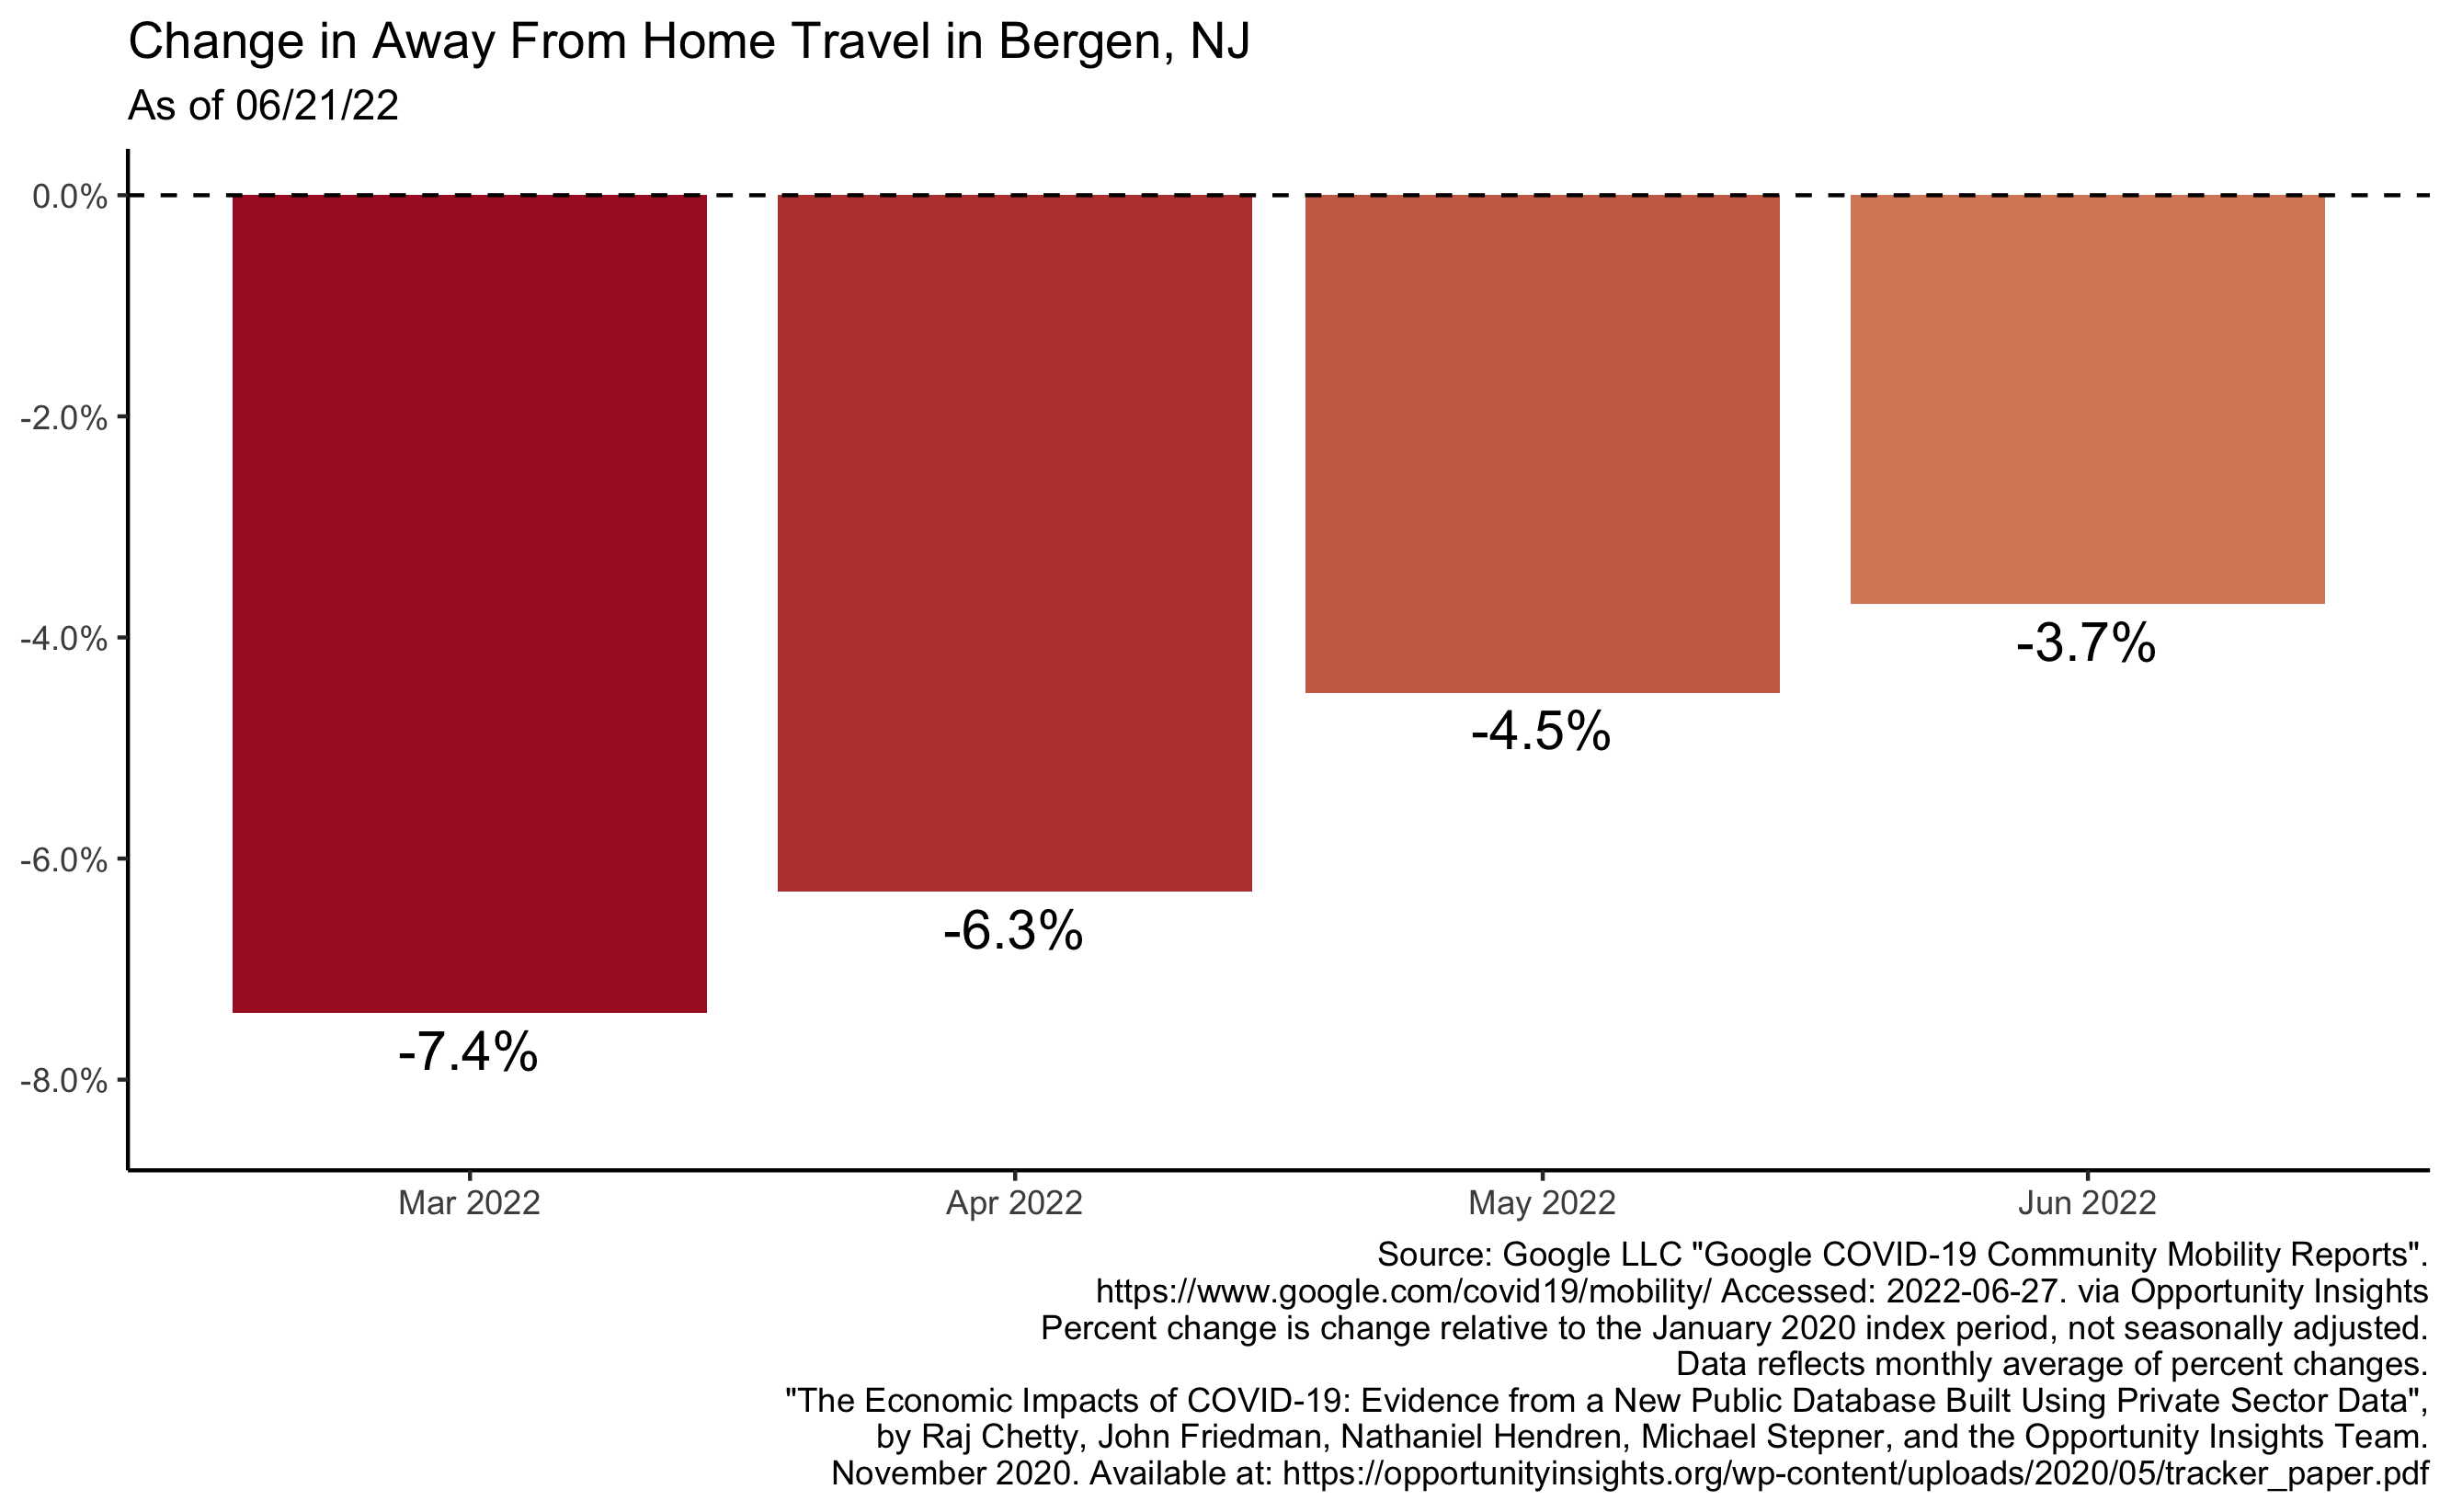 Change in Away From Home Travel in Bergen, NJ
As of 06/21/22
0.0%
-2.0%
-4.0%
-6.0%
-8.0%
-7.4%
-6.3%
-4.5%
-3.7%
Mar 2022
Apr 2022
May 2022
Jun 2022
Source: Google LLC "Google COVID-19 Community Mobility Reports".
https://www.google.com/covid19/mobility/ Accessed: 2022-06-27. via Opportunity Insights
Percent change is change relative to the January 2020 index period, not seasonally adjusted.
Data reflects monthly average of percent changes.
"The Economic Impacts of COVID-19: Evidence from a New Public Database Built Using Private Sector Data",
by Raj Chetty, John Friedman, Nathaniel Hendren, Michael Stepner, and the Opportunity Insights Team.
November 2020. Available at: https://opportunityinsights.org/wp-content/uploads/2020/05/tracker_paper.pdf